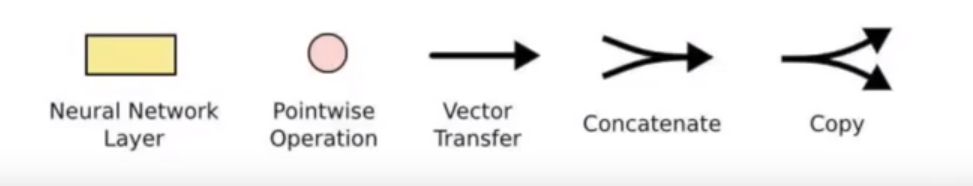 Neural Network
Layer
Pointwise
Operation
Vector
Transfer
Concatenate
Copy